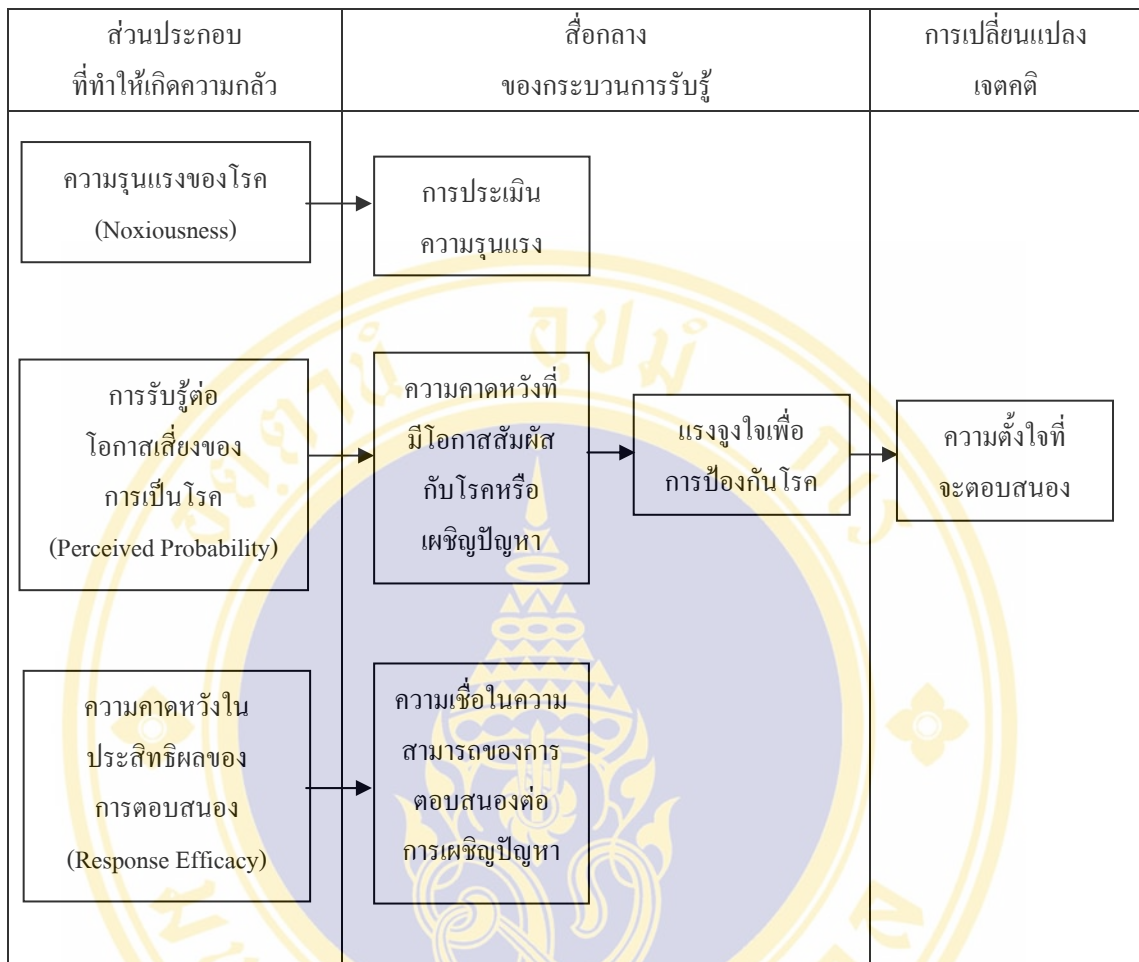 ส่วนประกอบ
ที่ทำให้เกิดความกลัว
สื่อกลาง
ของกระบวนการรับรู้
การเปลี่ยนแปลง
เจตคติ
ความรุนแรงของโรค
(Noxiousness)
การประเมิน
ความรุนแรง
การรับรู้ต่อ
โอกาสเสี่ยงของ
การเป็นโรค
(Perceived Probability)
ความคาดหวังที่
มีโอกาสสัมผัส
กับโรคหรือ
เผชิญปัญหา
แรงจูงใจเพื่อ
การป้องกันโรค
ความตั้งใจที่
จะตอบสนอง
ความคาดหวังใน
ประสิทธิผลของ
การตอบสนอง
(Response Efficacy)
ความเชื่อในความ
สามารถของการ
ตอบสนองต่อ
การเผชิญปัญหา